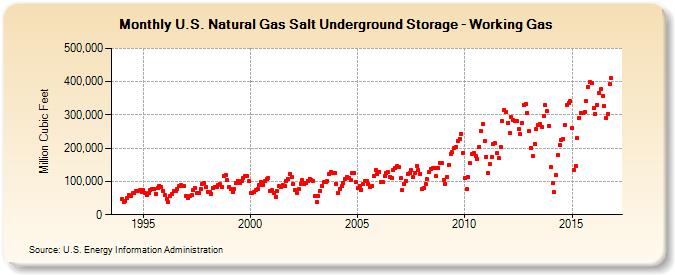 Monthly U.S. Natural Gas Salt Underground Storage - Working Gas
Million Cubic Feet
500,000
400,000
300,000
200,000
100,000
0
1995 2000 2005 2010 2015
Source: U.S. Energy Information Administration